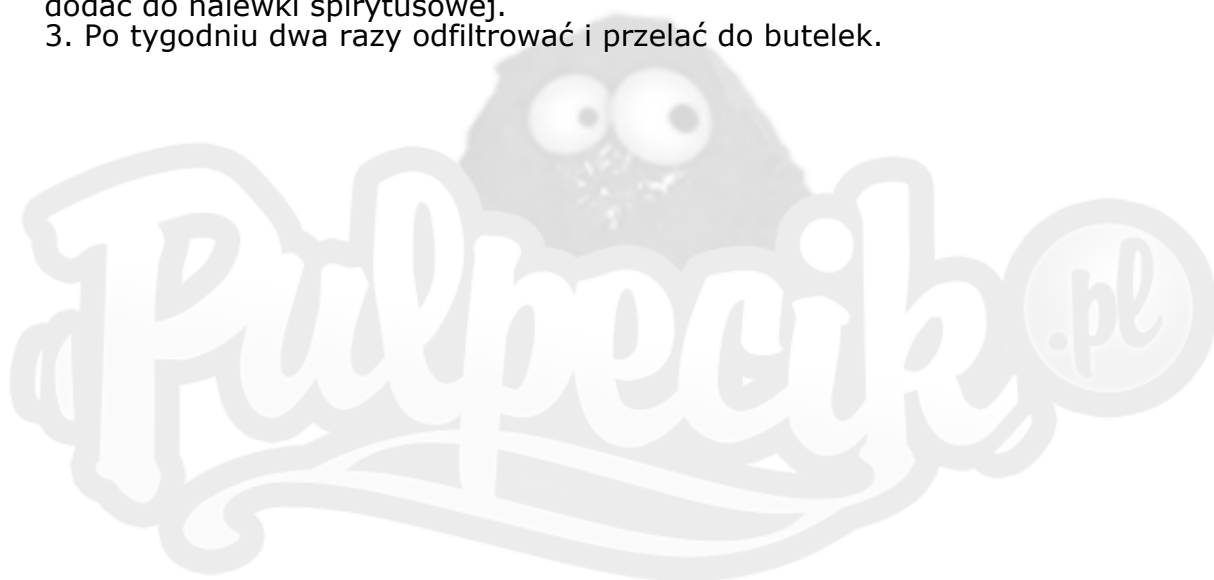 dodać do nalewki spirytusowej.
3. Po tygodniu dwa razy odfiltrować i przelać do butelek.
Pulpecik.pl